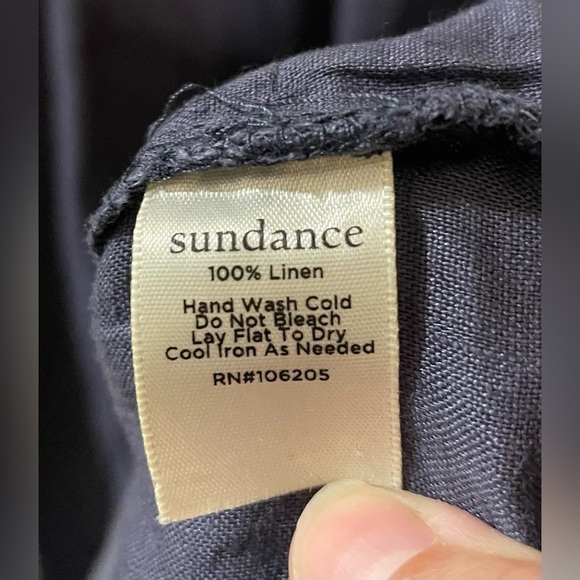 sundance
100% Linen
Hand Wash Cold
Do Not Bleach
Lay Flat To Dry
Cool Iron As Needed
RN#106205